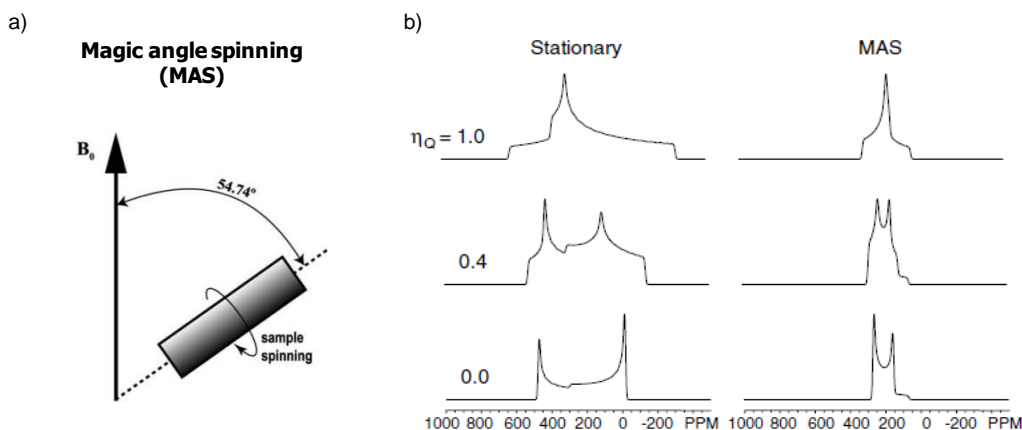 a)
Magic angle spinning
(MAS)
B₀
54.74º
sample
spinning
b)
Stationary
MAS
ηQ = 1.0
0.4
0.0
1000 800 600 400 200 0 -200 PPM
1000 800 600 400 200 0 -200 PPM